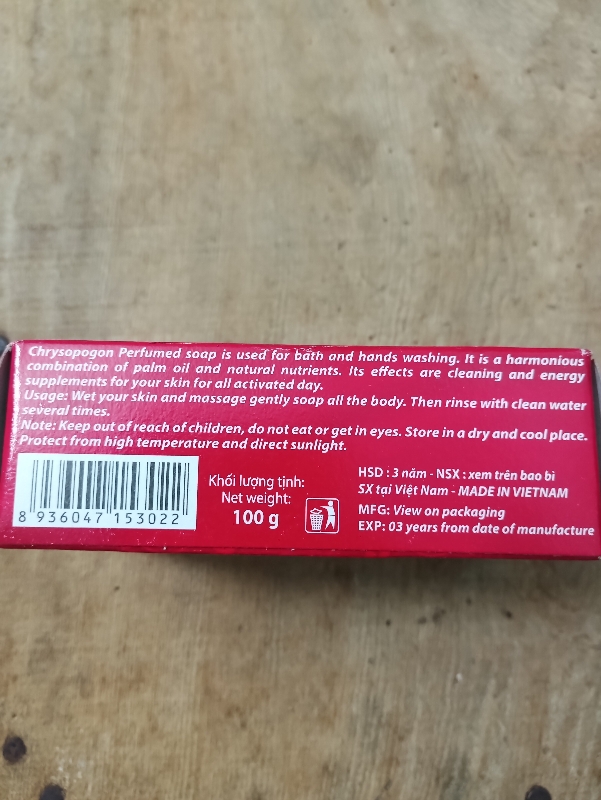 Chrysopogon Perfumed soap is used for bath and hands washing. It is a harmonious
combination of palm oil and natural nutrients. Its effects are cleaning and energy
supplements for your skin for all activated day.
Usage: Wet your skin and massage gently soap all the body. Then rinse with clean water
several times.
Note: Keep out of reach of children, do not eat or get in eyes. Store in a dry and cool place.
Protect from high temperature and direct sunlight.
8 936047 153022
Khối lượng tịnh:
Net weight:
100 g
HSD : 3 năm - NSX : xem trên bao bì
SX tại Việt Nam - MADE IN VIETNAM
MFG: View on packaging
EXP: 03 years from date of manufacture